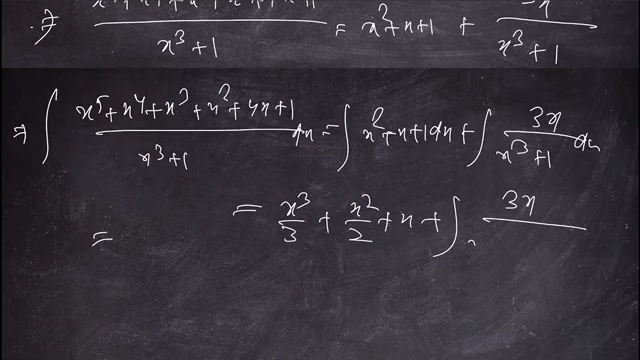 x³+1 = x²+x+1 + x³+1
⇒ ∫ x⁵+x⁴+x³+x²+4x+1 / x³+1 dx = ∫ x²+x+1 dx + ∫ 3x / x³+1 dx
= = x³/3 + x²/2 + x + ∫ 3x